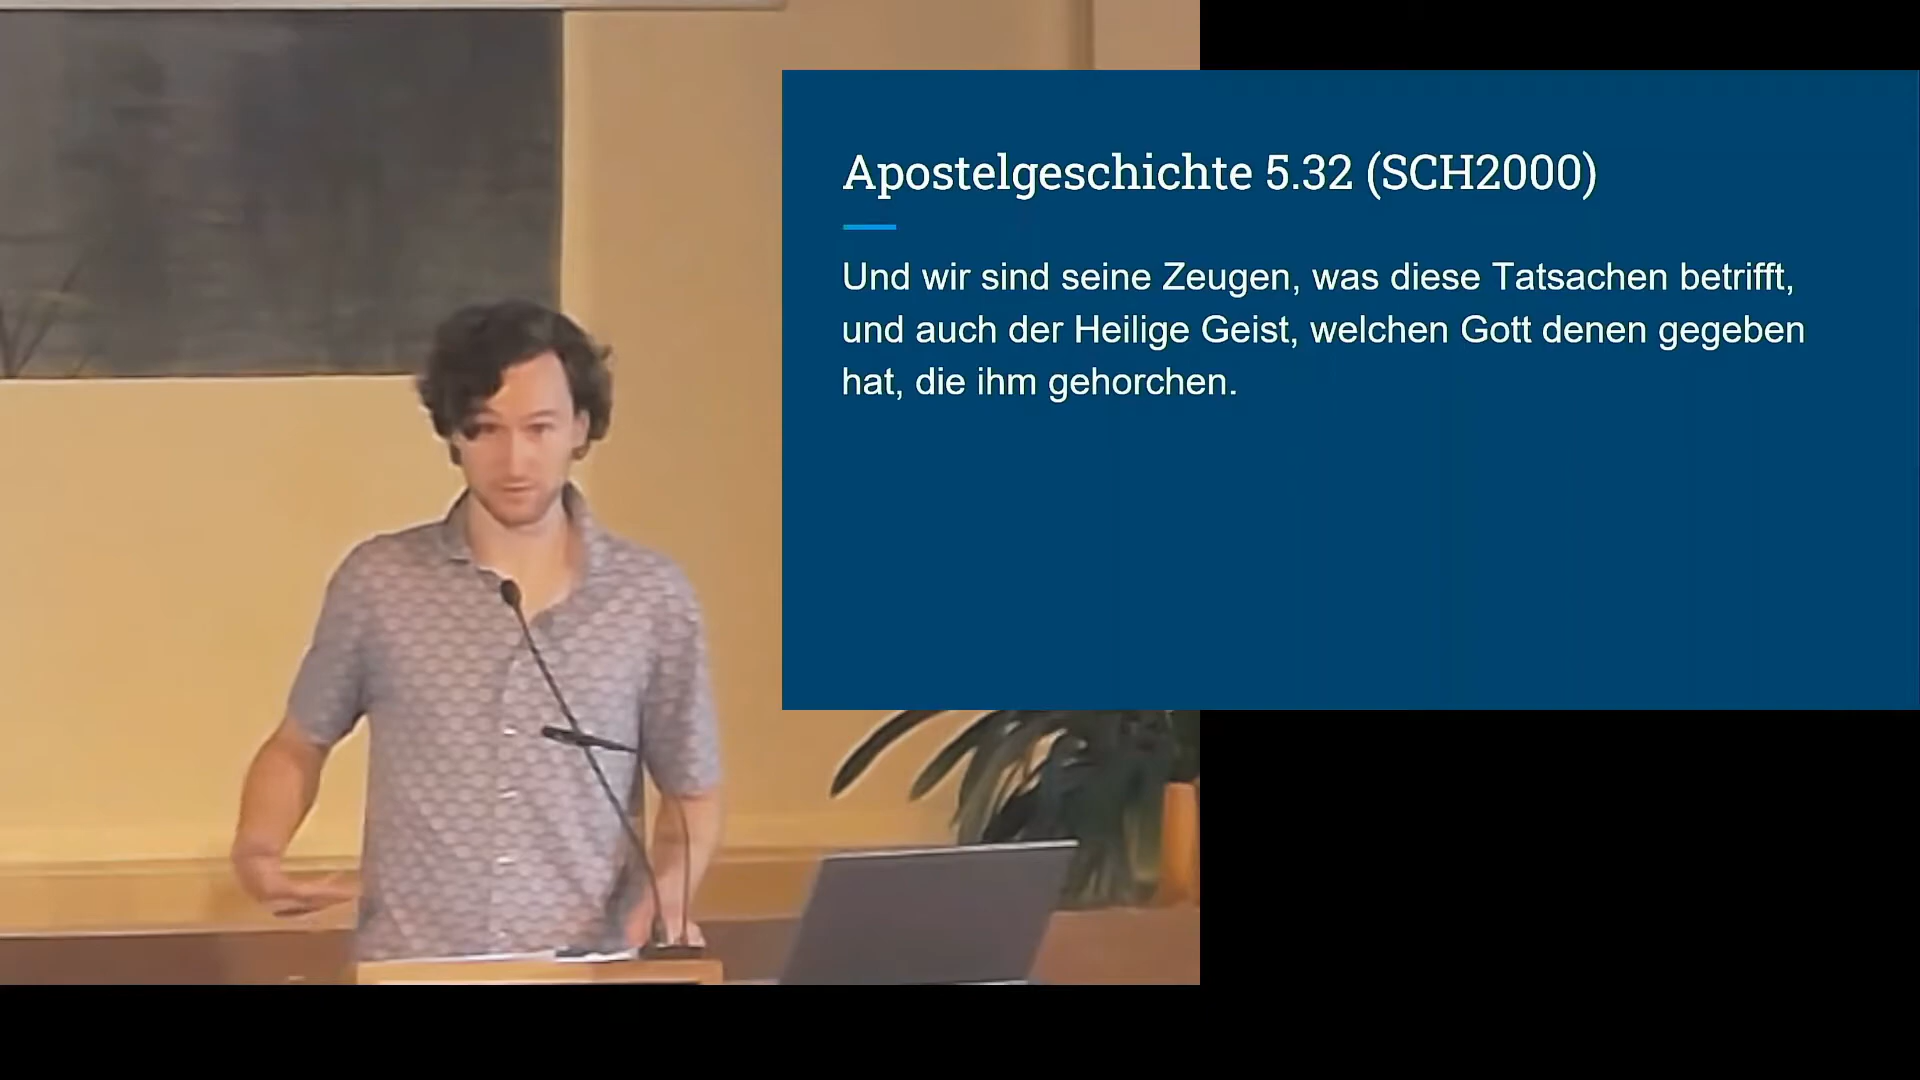 Apostelgeschichte 5.32 (SCH2000)
Und wir sind seine Zeugen, was diese Tatsachen betrifft,
und auch der Heilige Geist, welchen Gott denen gegeben
hat, die ihm gehorchen.